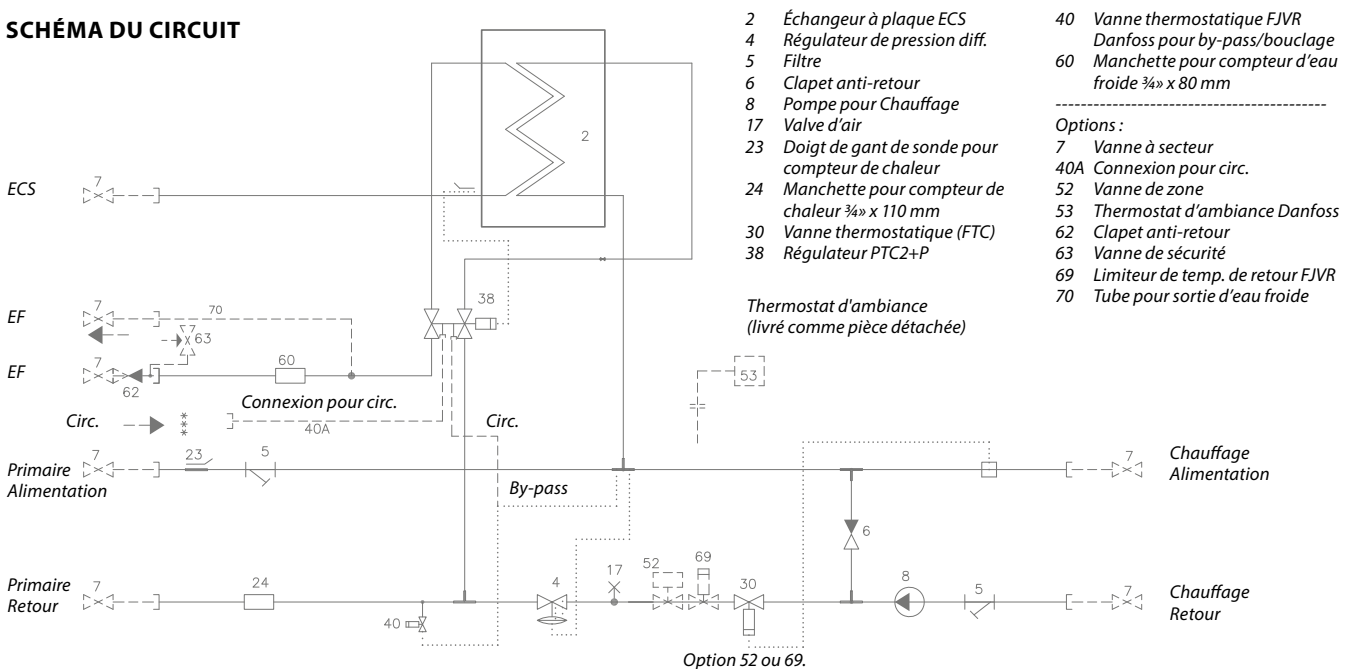 SCHÉMA DU CIRCUIT
2 Échangeur à plaque ECS
4 Régulateur de pression diff.
5 Filtre
6 Clapet anti-retour
8 Pompe pour Chauffage
17 Valve d'air
23 Doigt de gant de sonde pour
compteur de chaleur
24 Manchette pour compteur de
chaleur ¾» x 110 mm
30 Vanne thermostatique (FTC)
38 Régulateur PTC2+P
Thermostat d'ambiance
(livré comme pièce détachée)
40 Vanne thermostatique FJVR
Danfoss pour by-pass/bouclage
60 Manchette pour compteur d'eau
froide ¾» x 80 mm
-------------------------------------------
Options :
7 Vanne à secteur
40A Connexion pour circ.
52 Vanne de zone
53 Thermostat d'ambiance Danfoss
62 Clapet anti-retour
63 Vanne de sécurité
69 Limiteur de temp. de retour FJVR
70 Tube pour sortie d'eau froide
2
ECS
7
38
EF
7
70
7
63
EF
7
62
60
53
Connexion pour circ.
Circ.
***
40A
Circ.
Primaire
Alimentation
7
23
5
By-pass
7
Chauffage
Alimentation
6
Primaire
Retour
7
24
40
4
17
52
69
30
8
5
7
Chauffage
Retour
Option 52 ou 69.